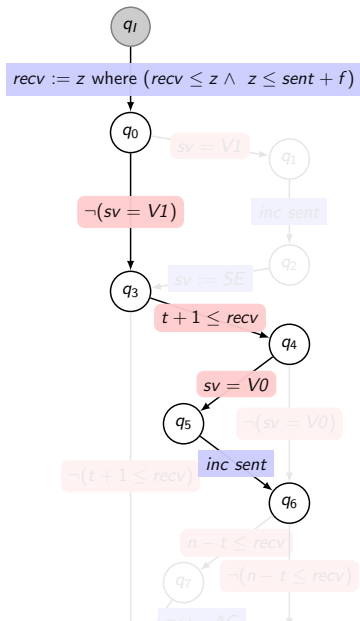 q_I
recv := z where (recv ≤ z ∧ z ≤ sent + f)
q_0
sv = V1
q_1
¬(sv = V1)
inc sent
q_2
sv := SE
q_3
t + 1 ≤ recv
q_4
sv = V0
q_5
¬(sv = V0)
inc sent
¬(t + 1 ≤ recv)
q_6
n − t ≤ recv
q_7
¬(n − t ≤ recv)